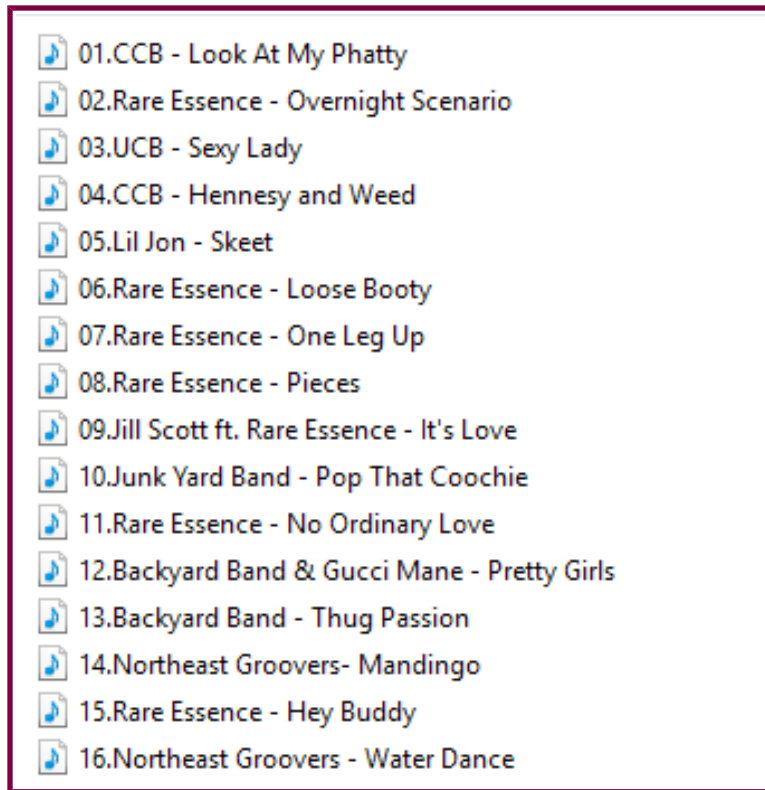 01.CCB - Look At My Phatty
02.Rare Essence - Overnight Scenario
03.UCB - Sexy Lady
04.CCB - Hennesy and Weed
05.Lil Jon - Skeet
06.Rare Essence - Loose Booty
07.Rare Essence - One Leg Up
08.Rare Essence - Pieces
09.Jill Scott ft. Rare Essence - It's Love
10.Junk Yard Band - Pop That Coochie
11.Rare Essence - No Ordinary Love
12.Backyard Band & Gucci Mane - Pretty Girls
13.Backyard Band - Thug Passion
14.Northeast Groovers- Mandingo
15.Rare Essence - Hey Buddy
16.Northeast Groovers - Water Dance